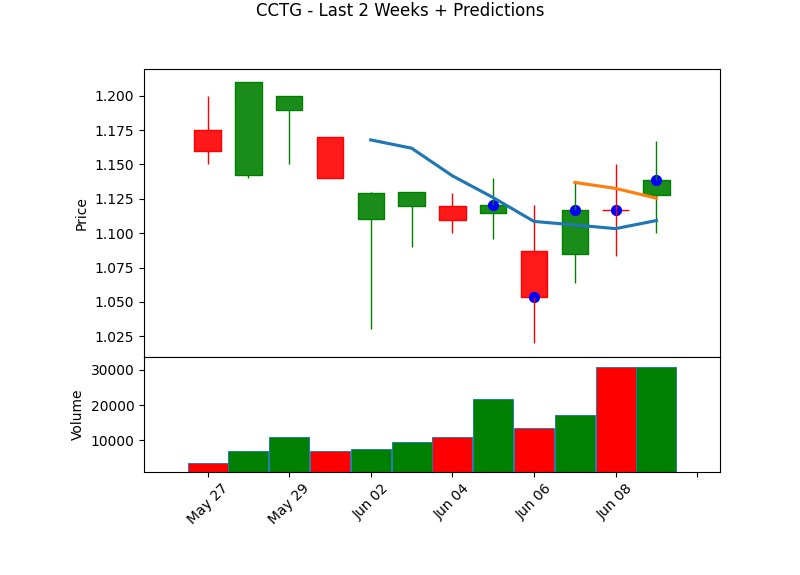 CCTG - Last 2 Weeks + Predictions
Price
1.200
1.175
1.150
1.125
1.100
1.075
1.050
1.025
Volume
30000
20000
10000
May 27
May 29
Jun 02
Jun 04
Jun 06
Jun 08